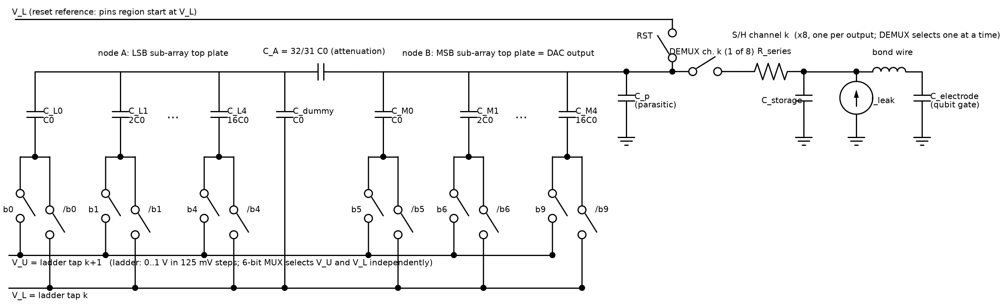 V_L (reset reference: pins region start at V_L)
RST
S/H channel k (x8, one per output; DEMUX selects one at a time)
node A: LSB sub-array top plate
C_A = 32/31 C0 (attenuation)
node B: MSB sub-array top plate = DAC output
DEMUX ch. k (1 of 8)
R_series
bond wire
C_L0
C0
C_L1
2C0
...
C_L4
16C0
C_dummy
C0
C_M0
C0
C_M1
2C0
...
C_M4
16C0
C_p
(parasitic)
C_storage
_leak
C_electrode
(qubit gate)
b0
/b0
b1
/b1
b4
/b4
b5
/b5
b6
/b6
b9
/b9
V_U = ladder tap k+1 (ladder: 0..1 V in 125 mV steps; 6-bit MUX selects V_U and V_L independently)
V_L = ladder tap k